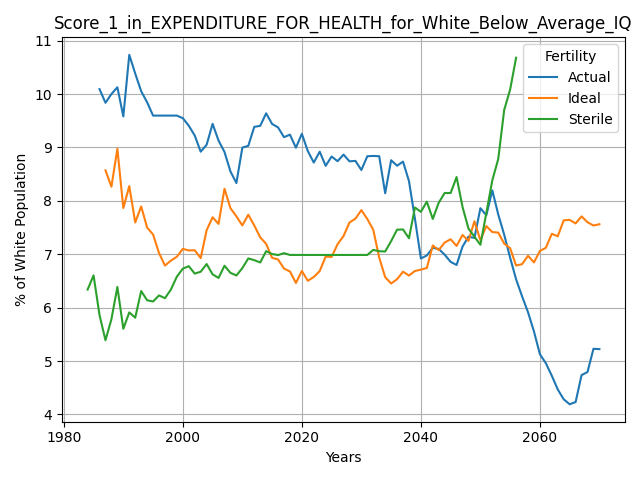 Score_1_in_EXPENDITURE_FOR_HEALTH_for_White_Below_Average_IQ
Fertility
Actual
Ideal
Sterile
% of White Population
11
10
9
8
7
6
5
4
1980
2000
2020
2040
2060
Years